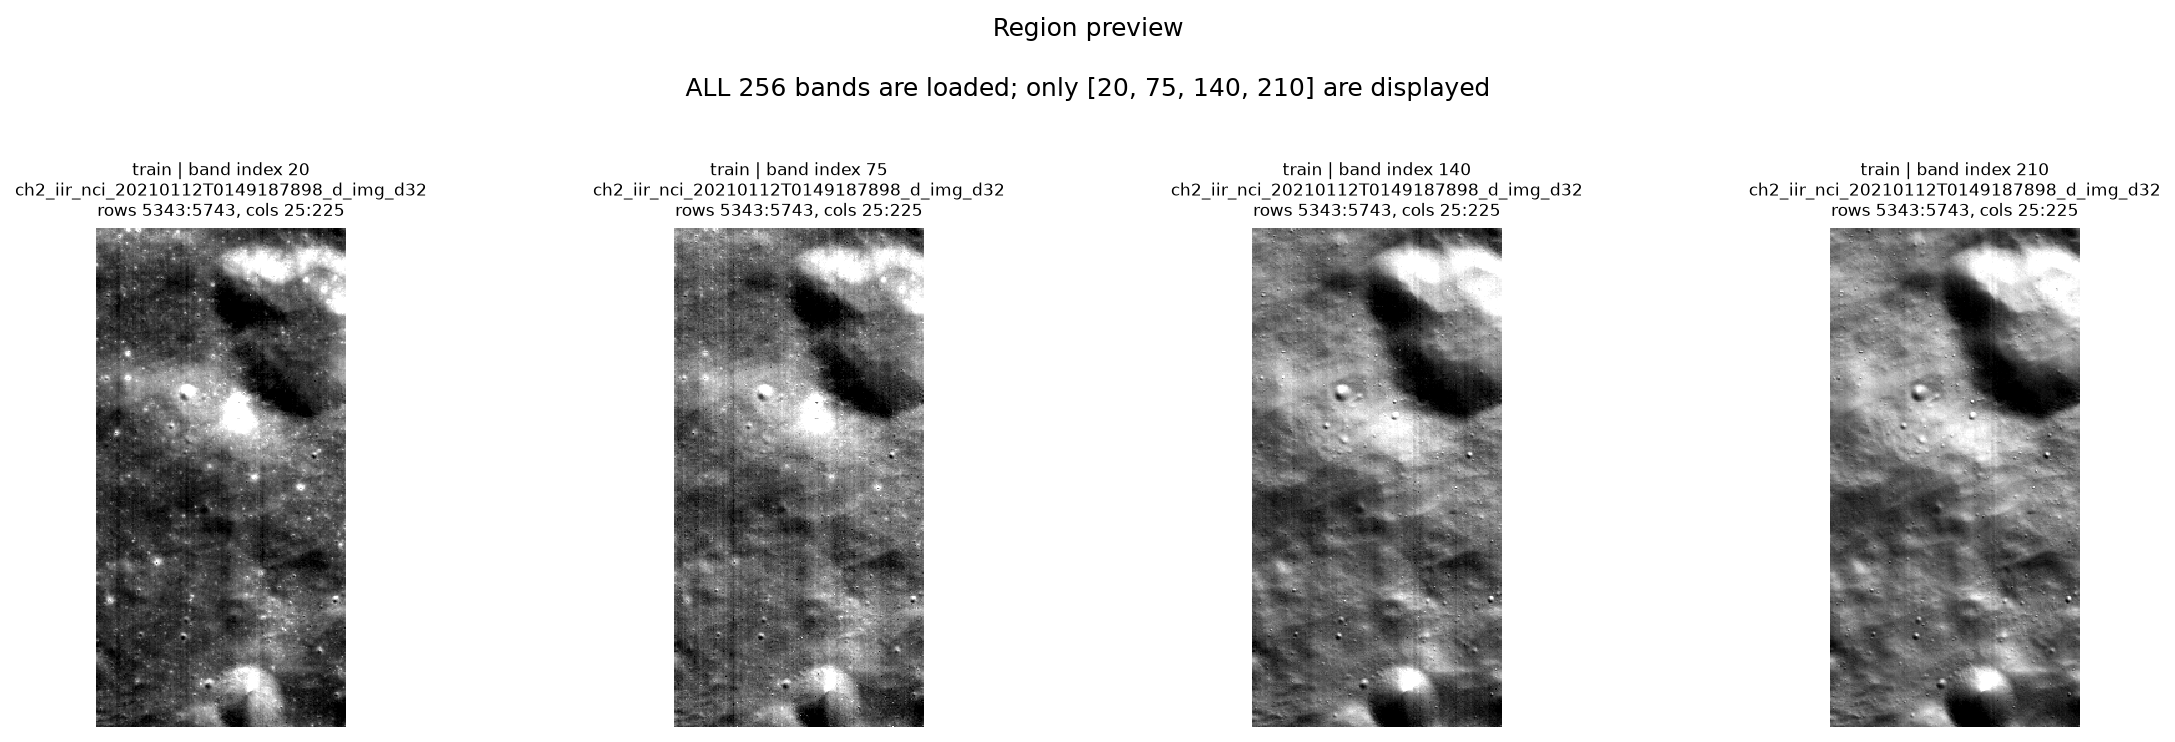 Region preview
ALL 256 bands are loaded; only [20, 75, 140, 210] are displayed
train | band index 20
ch2_iir_nci_20210112T0149187898_d_img_d32
rows 5343:5743, cols 25:225
train | band index 75
ch2_iir_nci_20210112T0149187898_d_img_d32
rows 5343:5743, cols 25:225
train | band index 140
ch2_iir_nci_20210112T0149187898_d_img_d32
rows 5343:5743, cols 25:225
train | band index 210
ch2_iir_nci_20210112T0149187898_d_img_d32
rows 5343:5743, cols 25:225